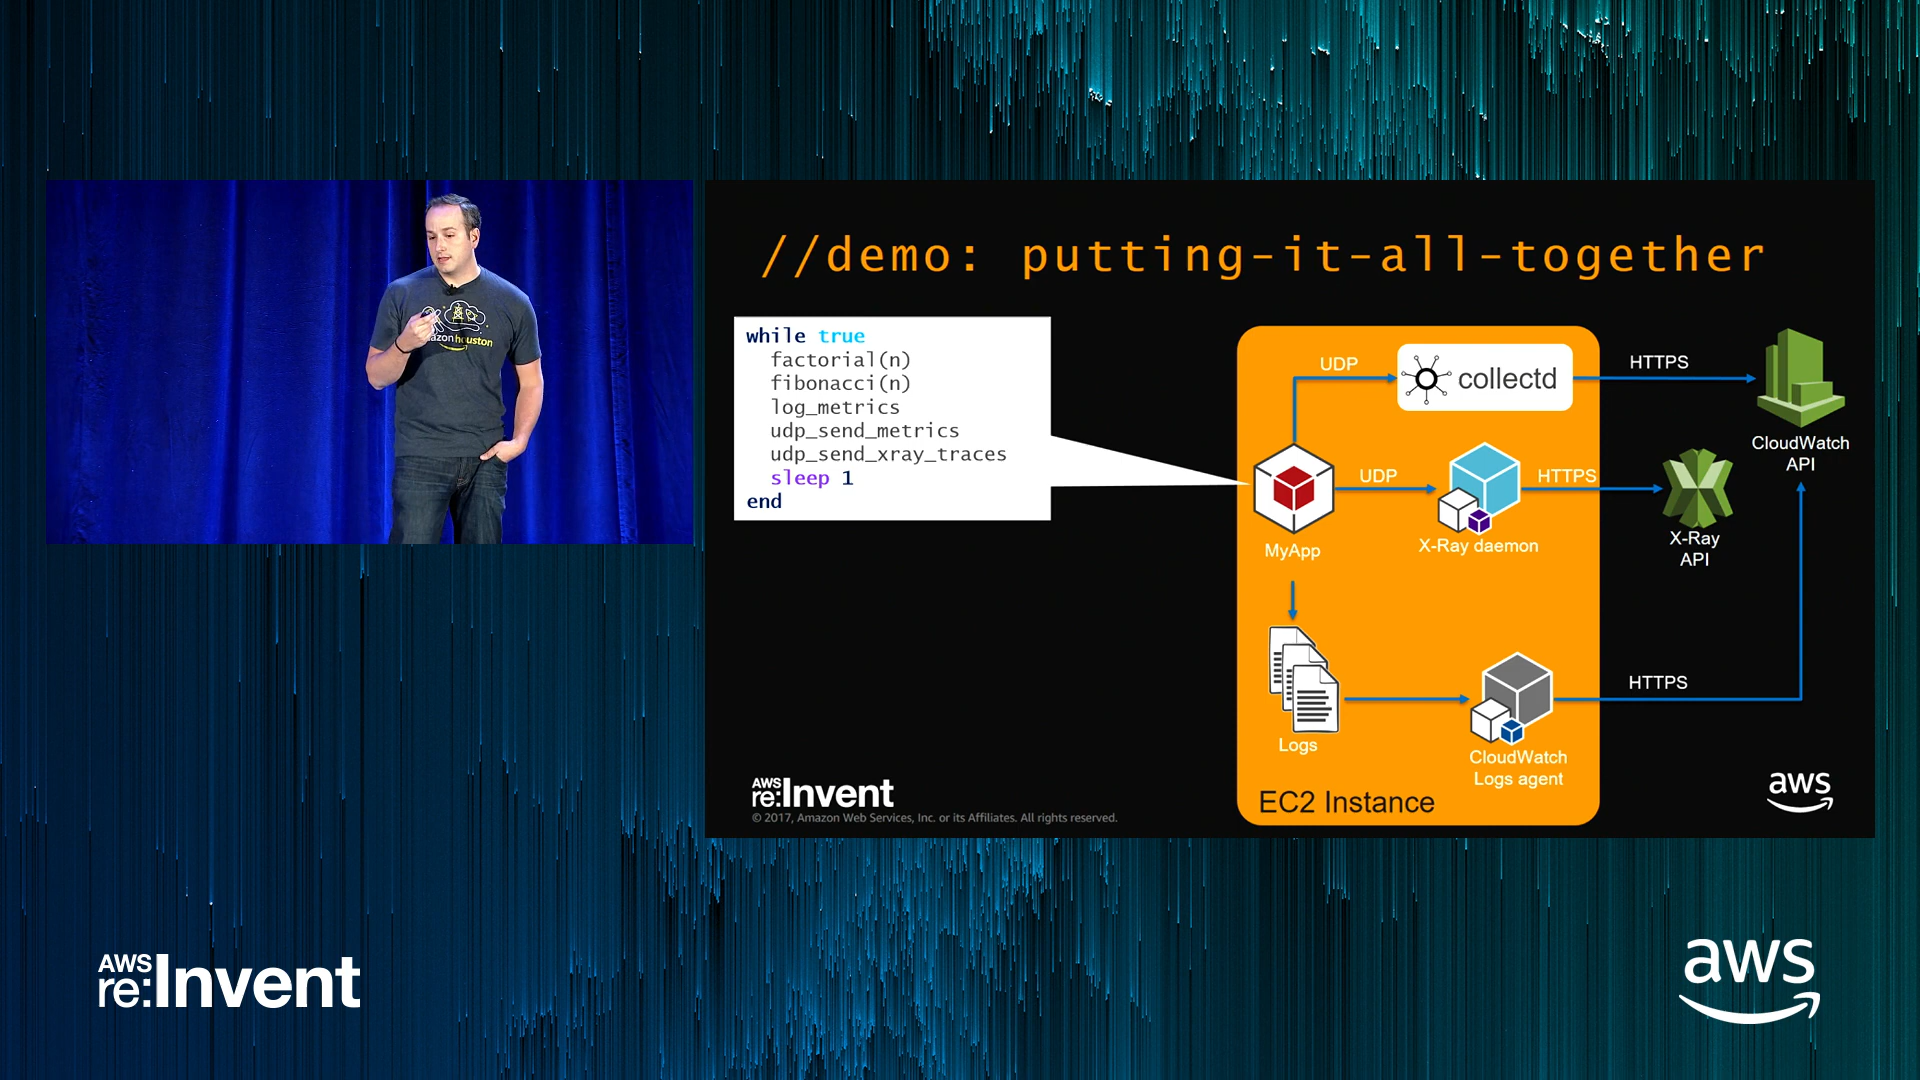 //demo: putting-it-all-together
while true
factorial(n)
fibonacci(n)
log_metrics
udp_send_metrics
udp_send_xray_traces
sleep 1
end
UDP
collectd
HTTPS
CloudWatch
API
MyApp
UDP
X-Ray daemon
HTTPS
X-Ray
API
Logs
CloudWatch
Logs agent
HTTPS
EC2 Instance
AWS
re:Invent
© 2017, Amazon Web Services, Inc. or its Affiliates. All rights reserved.
aws
houston
AWS
re:Invent
aws